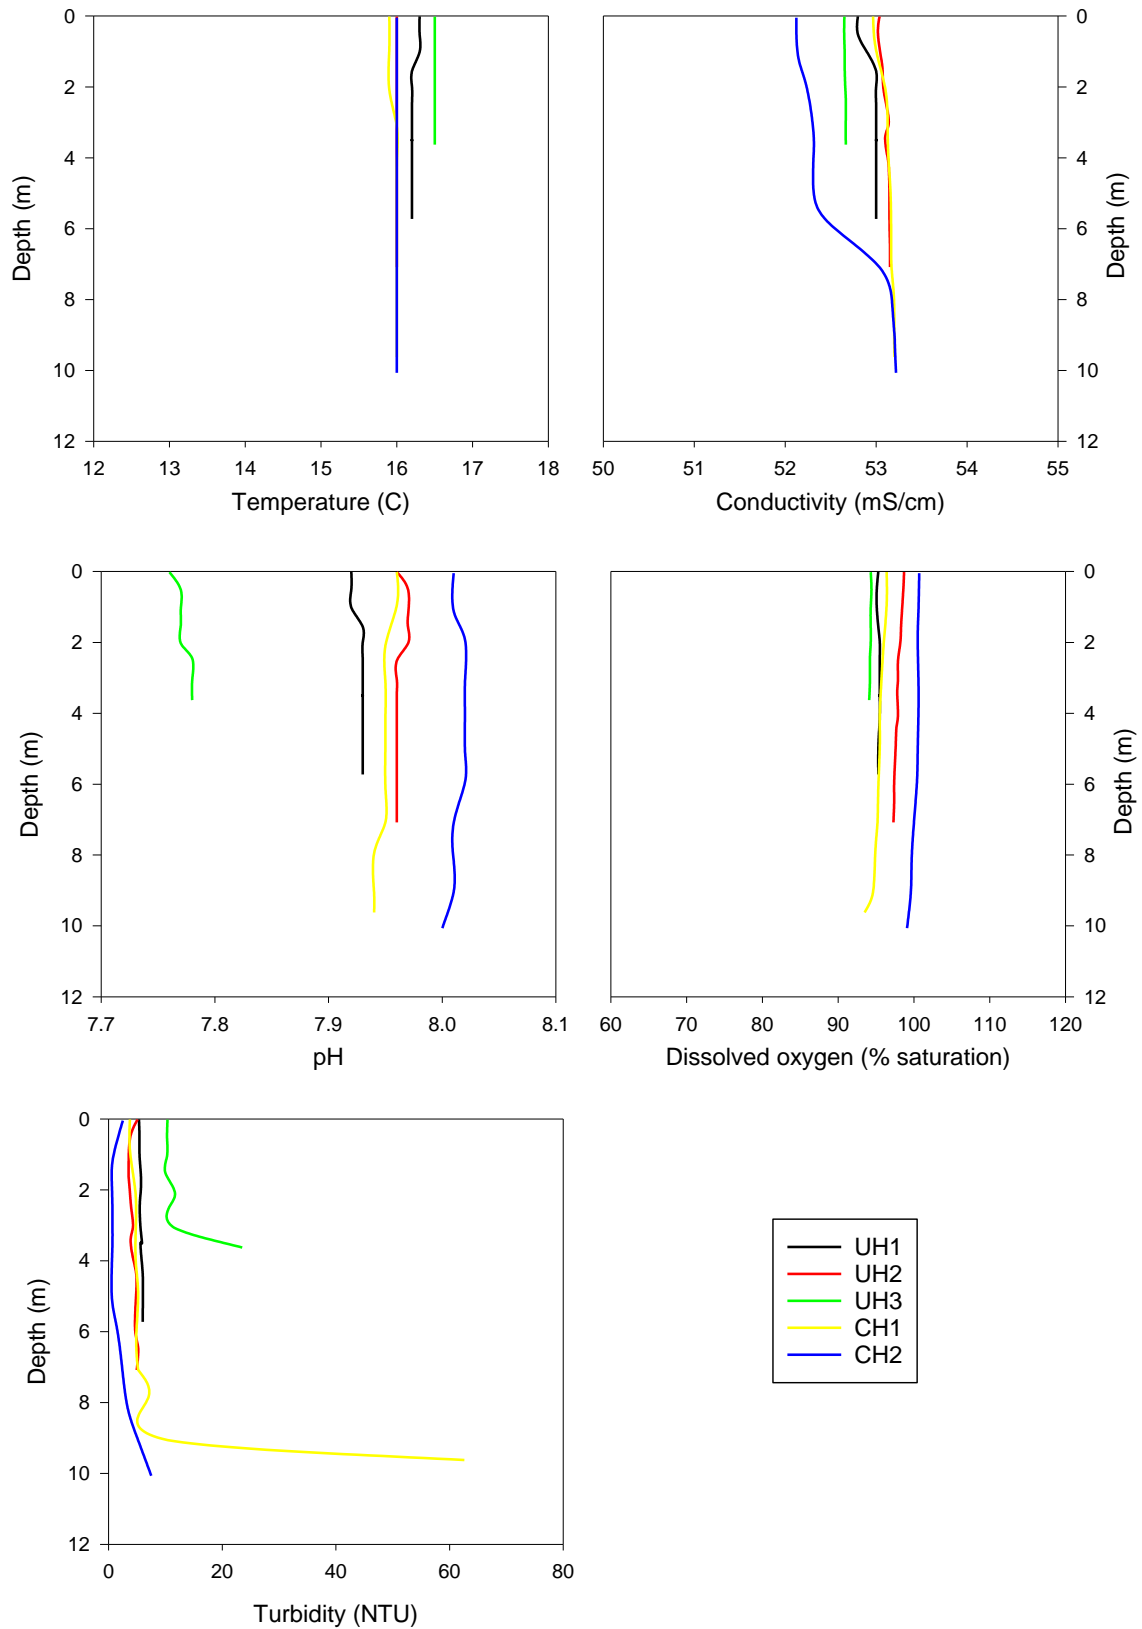 0
2
4
6
8
10
12
Depth (m)
12 13 14 15 16 17 18
Temperature (C)
0
2
4
6
8
10
12
Depth (m)
50 51 52 53 54 55
Conductivity (mS/cm)
0
2
4
6
8
10
12
Depth (m)
7.7 7.8 7.9 8.0 8.1
pH
0
2
4
6
8
10
12
Depth (m)
60 70 80 90 100 110 120
Dissolved oxygen (% saturation)
0
2
4
6
8
10
12
Depth (m)
0 20 40 60 80
Turbidity (NTU)
UH1
UH2
UH3
CH1
CH2